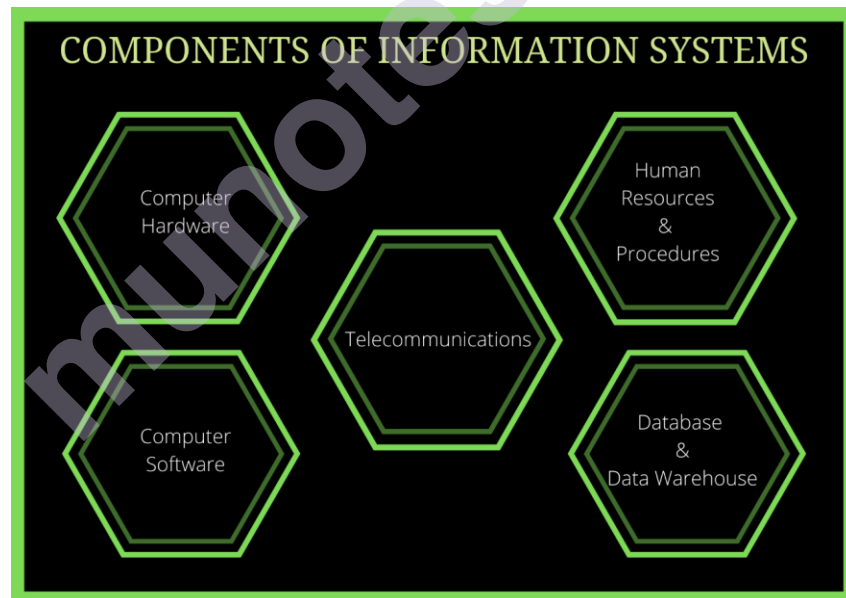 COMPONENTS OF INFORMATION SYSTEMS
Computer
Hardware
Human
Resources
&
Procedures
Telecommunications
Computer
Software
Database
&
Data Warehouse
munotes